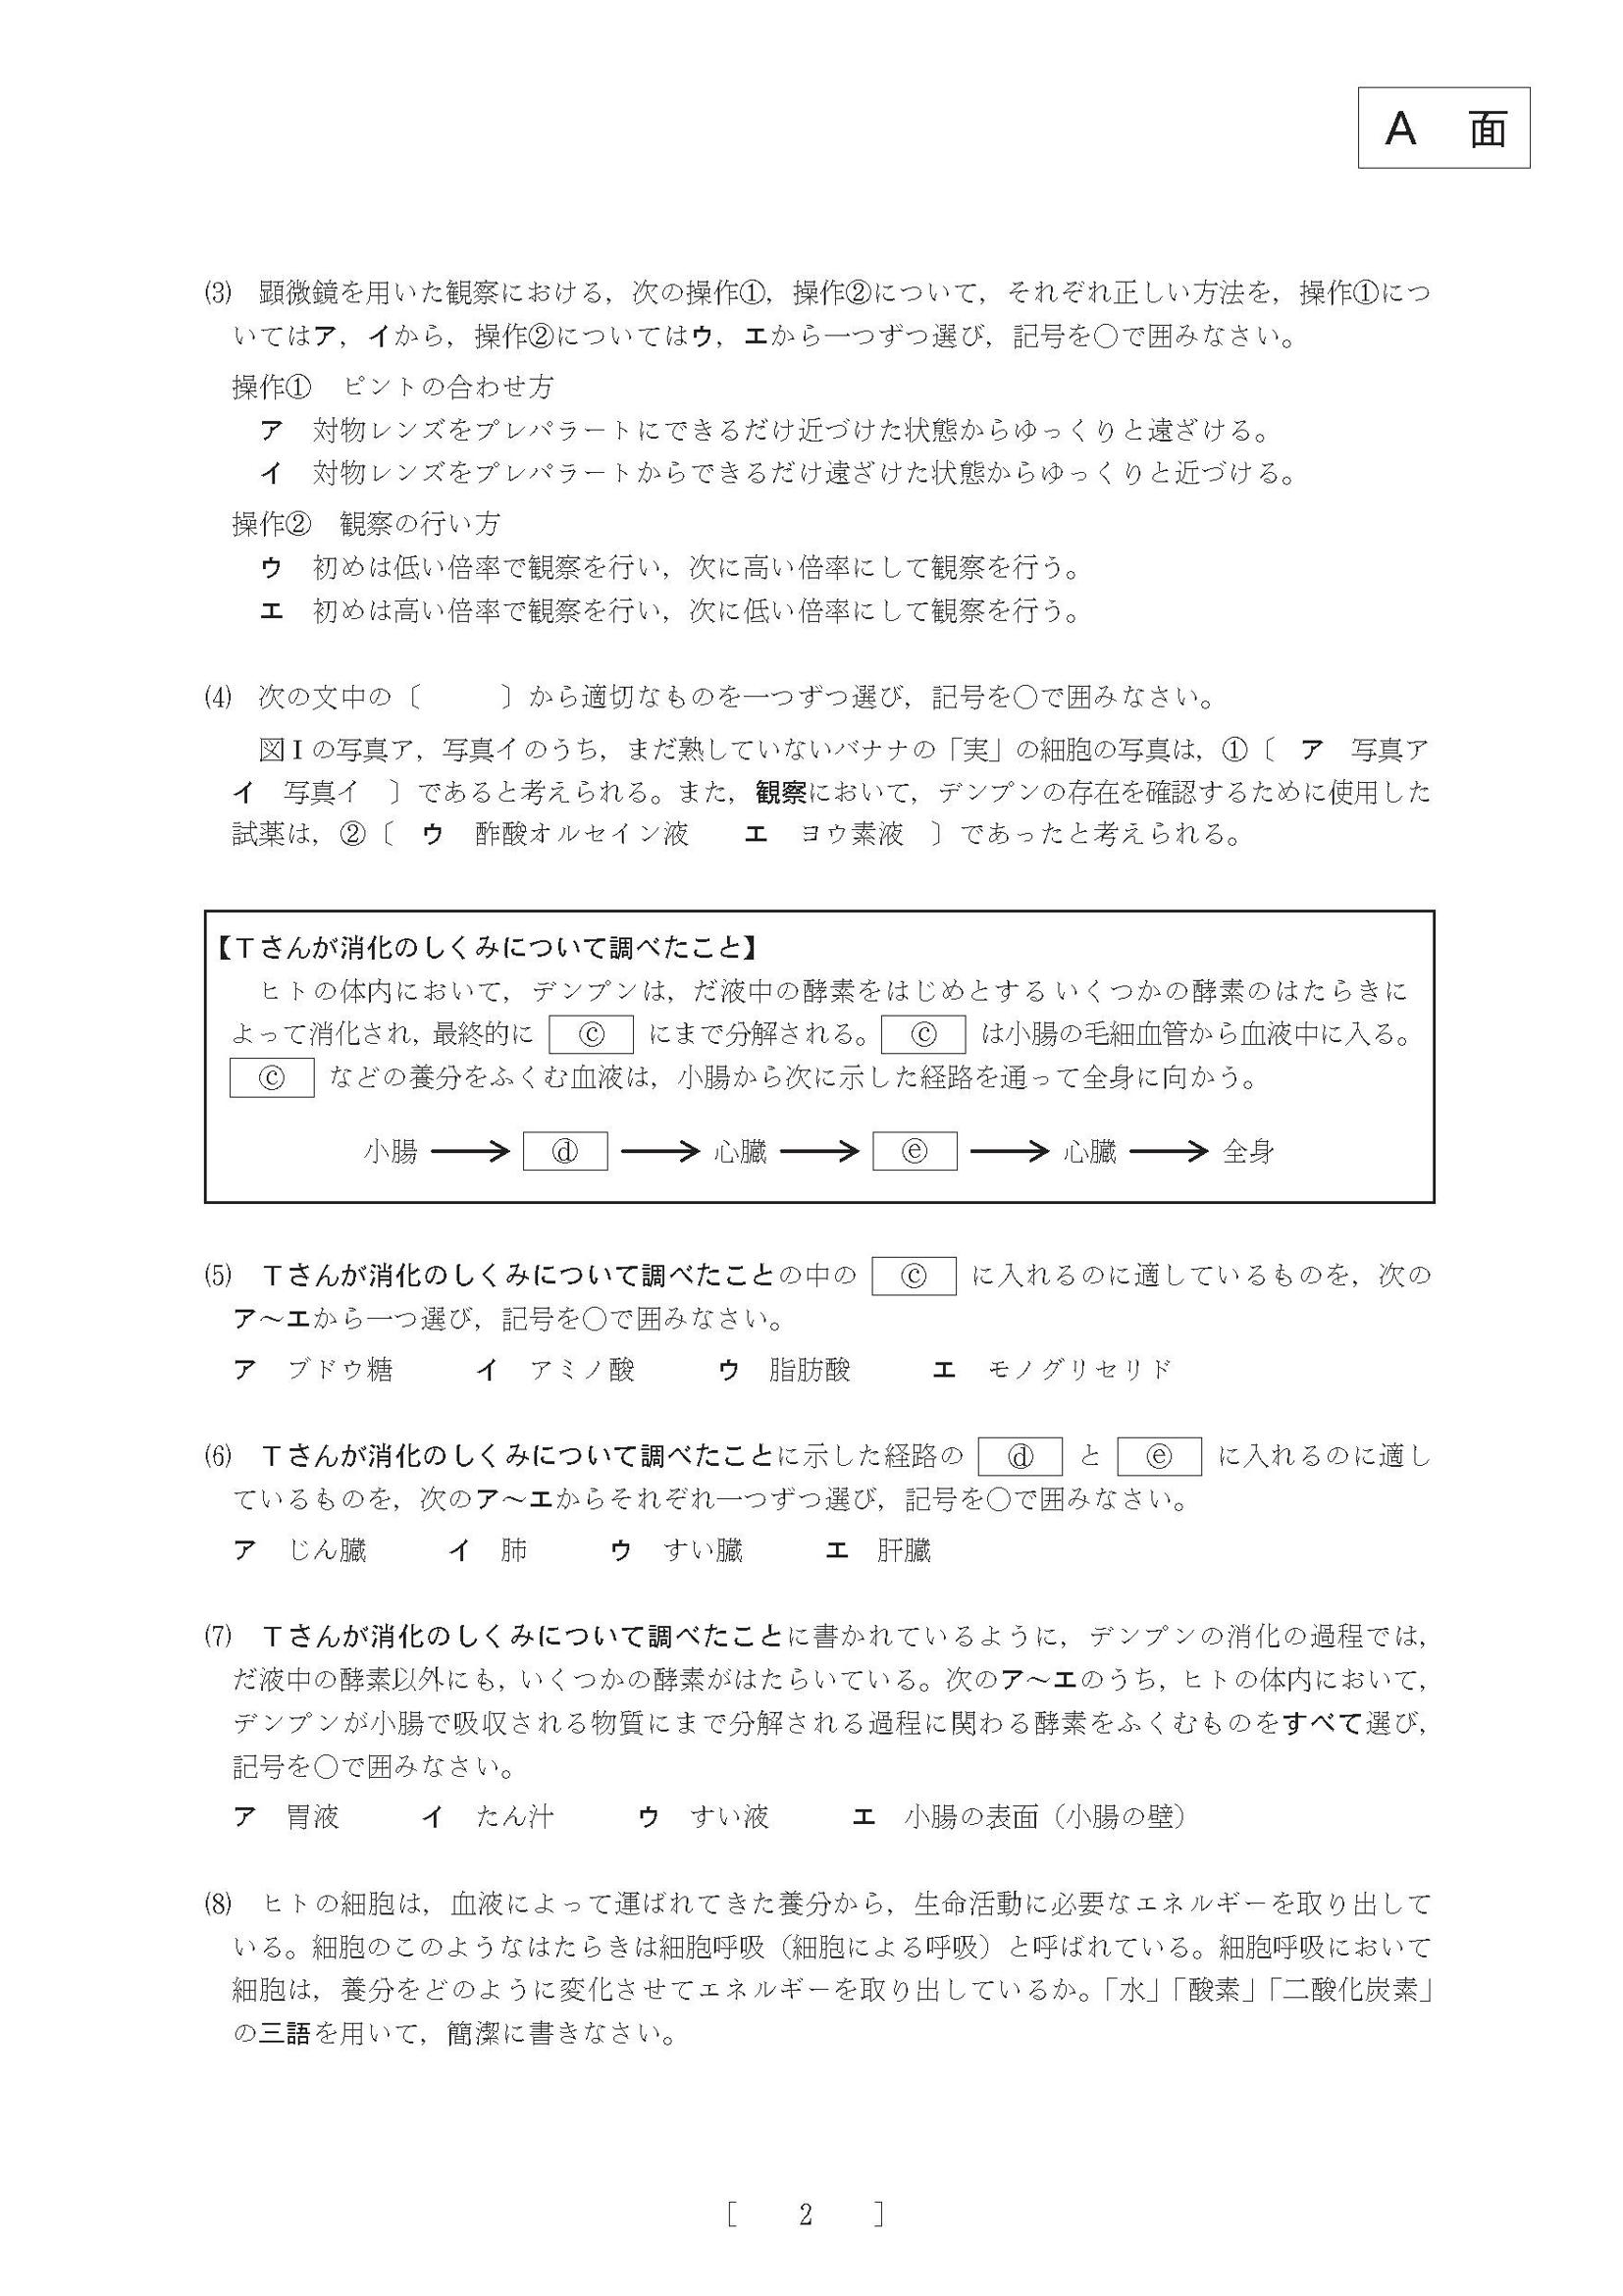 A 面
(3) 顕微鏡を用いた観察における，次の操作①，操作②について，それぞれ正しい方法を，操作①につ
いてはア，イから，操作②についてはウ，エから一つずつ選び，記号を○で囲みなさい。
操作① ピントの合わせ方
ア 対物レンズをプレパラートにできるだけ近づけた状態からゆっくりと遠ざける。
イ 対物レンズをプレパラートからできるだけ遠ざけた状態からゆっくりと近づける。
操作② 観察の行い方
ウ 初めは低い倍率で観察を行い，次に高い倍率にして観察を行う。
エ 初めは高い倍率で観察を行い，次に低い倍率にして観察を行う。
(4) 次の文中の〔 〕から適切なものを一つずつ選び，記号を○で囲みなさい。
図Ⅰの写真ア，写真イのうち，まだ熟していないバナナの「実」の細胞の写真は，①〔 ア 写真ア
イ 写真イ 〕であると考えられる。また，観察において，デンプンの存在を確認するために使用した
試薬は，②〔 ウ 酢酸オルセイン液 エ ヨウ素液 〕であったと考えられる。
【Tさんが消化のしくみについて調べたこと】
ヒトの体内において，デンプンは，だ液中の酵素をはじめとするいくつかの酵素のはたらきに
よって消化され，最終的に ⓒ にまで分解される。 ⓒ は小腸の毛細血管から血液中に入る。
ⓒ などの養分をふくむ血液は，小腸から次に示した経路を通って全身に向かう。
小腸 → ⓓ → 心臓 → ⓔ → 心臓 → 全身
(5) Tさんが消化のしくみについて調べたことの中の ⓒ に入れるのに適しているものを，次の
ア～エから一つ選び，記号を○で囲みなさい。
ア ブドウ糖 イ アミノ酸 ウ 脂肪酸 エ モノグリセリド
(6) Tさんが消化のしくみについて調べたことに示した経路の ⓓ と ⓔ に入れるのに適し
ているものを，次のア～エからそれぞれ一つずつ選び，記号を○で囲みなさい。
ア じん臓 イ 肺 ウ すい臓 エ 肝臓
(7) Tさんが消化のしくみについて調べたことに書かれているように，デンプンの消化の過程では，
だ液中の酵素以外にも，いくつかの酵素がはたらいている。次のア～エのうち，ヒトの体内において，
デンプンが小腸で吸収される物質にまで分解される過程に関わる酵素をふくむものをすべて選び，
記号を○で囲みなさい。
ア 胃液 イ たん汁 ウ すい液 エ 小腸の表面（小腸の壁）
(8) ヒトの細胞は，血液によって運ばれてきた養分から，生命活動に必要なエネルギーを取り出して
いる。細胞のこのようなはたらきは細胞呼吸（細胞による呼吸）と呼ばれている。細胞呼吸において
細胞は，養分をどのように変化させてエネルギーを取り出しているか。「水」「酸素」「二酸化炭素」
の三語を用いて，簡潔に書きなさい。
［ 2 ］